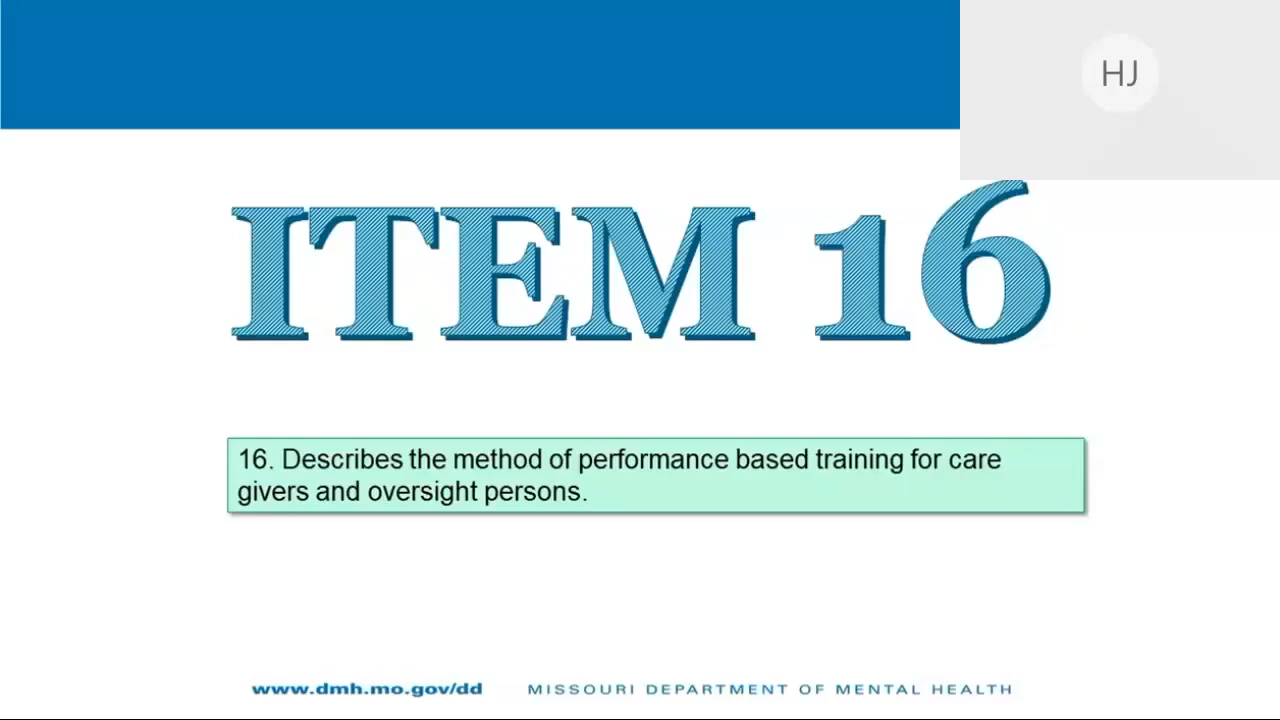 HJ
ITEM 16
16. Describes the method of performance based training for care
givers and oversight persons.
www.dmh.mo.gov/dd MISSOURI DEPARTMENT OF MENTAL HEALTH